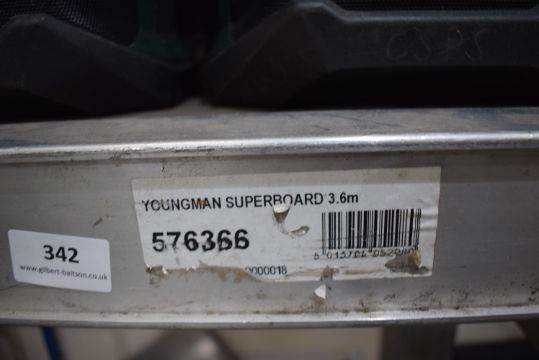 YOUNGMAN SUPERBOARD 3.6m
576366
0000018
342
www.gilbert-baitson.co.uk